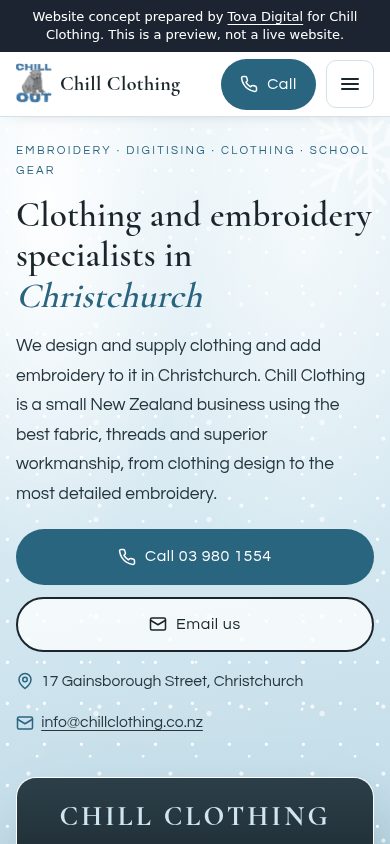 Website concept prepared by Tova Digital for Chill
Clothing. This is a preview, not a live website.
CHILL
OUT
Chill Clothing
Call
EMBROIDERY · DIGITISING · CLOTHING · SCHOOL
GEAR
Clothing and embroidery
specialists in
Christchurch
We design and supply clothing and add
embroidery to it in Christchurch. Chill Clothing
is a small New Zealand business using the
best fabric, threads and superior
workmanship, from clothing design to the
most detailed embroidery.
Call 03 980 1554
Email us
17 Gainsborough Street, Christchurch
info@chillclothing.co.nz
CHILL CLOTHING